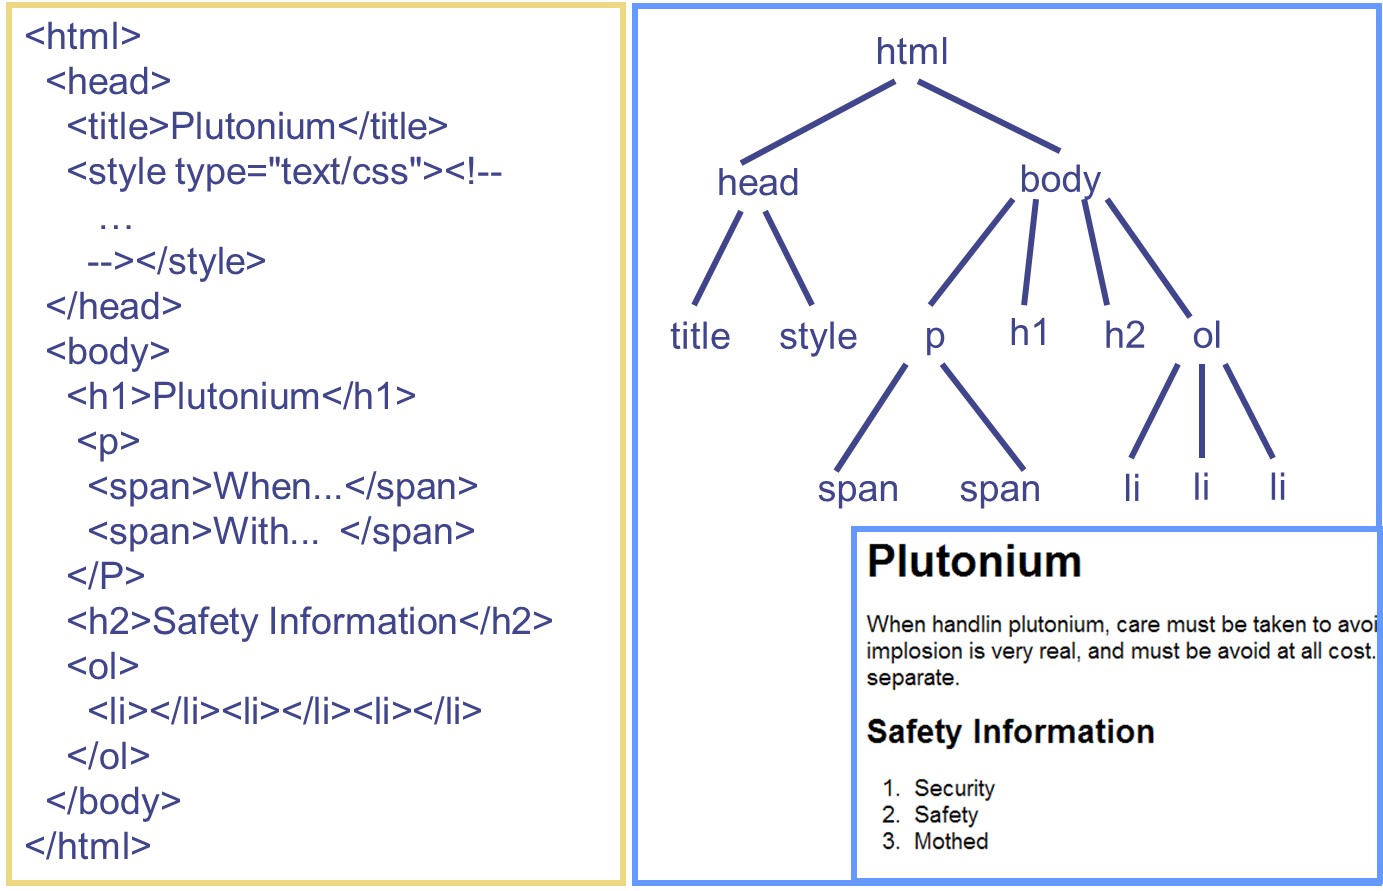 <html>
<head>
<title>Plutonium</title>
<style type="text/css"><!--
...
--></style>
</head>
<body>
<h1>Plutonium</h1>
<p>
<span>When...</span>
<span>With...  </span>
</P>
<h2>Safety Information</h2>
<ol>
<li></li><li></li><li></li>
</ol>
</body>
</html>
html
head body
title style p h1 h2 ol
span span li li li
Plutonium
When handlin plutonium, care must be taken to avoi
implosion is very real, and must be avoid at all cost.
separate.
Safety Information
1. Security
2. Safety
3. Mothed